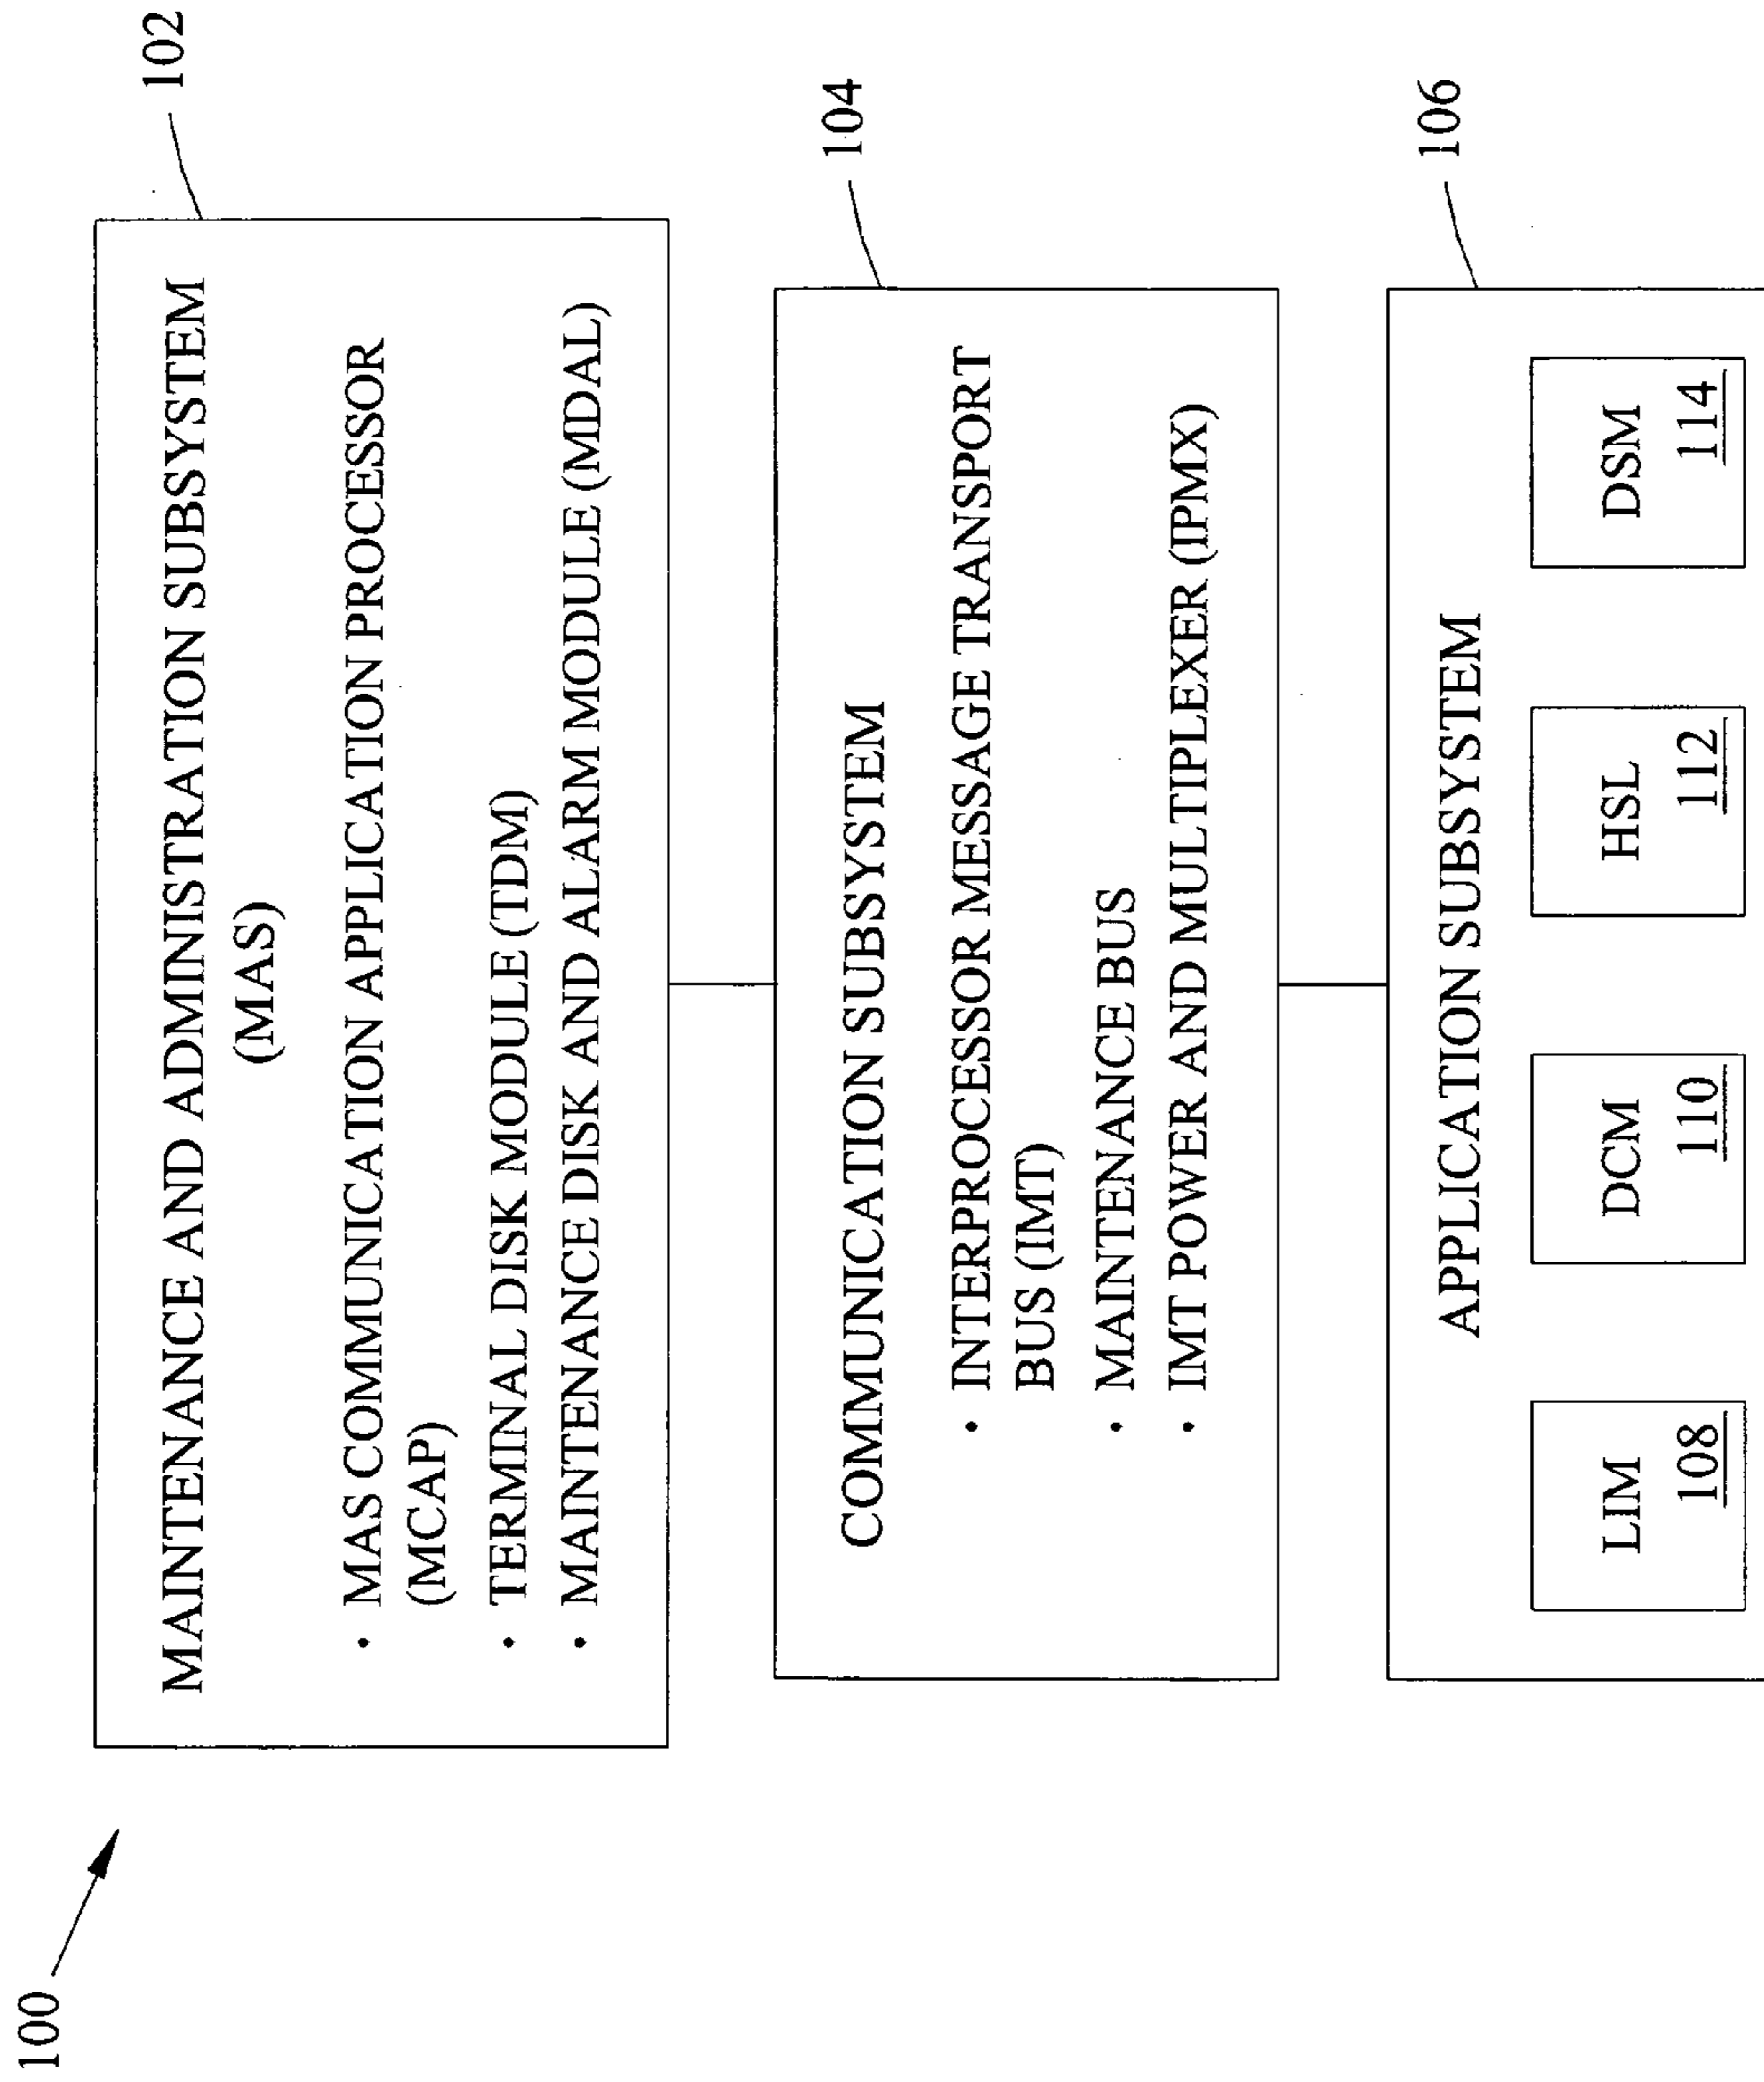 100
102
MAINTENANCE AND ADMINISTRATION SUBSYSTEM
(MAS)
• MAS COMMUNICATION APPLICATION PROCESSOR
(MCAP)
• TERMINAL DISK MODULE (TDM)
• MAINTENANCE DISK AND ALARM MODULE (MDAL)
104
COMMUNICATION SUBSYSTEM
• INTERPROCESSOR MESSAGE TRANSPORT
BUS (IMT)
• MAINTENANCE BUS
• IMT POWER AND MULTIPLEXER (IPMX)
106
APPLICATION SUBSYSTEM
LIM
108
DCM
110
HSL
112
DSM
114